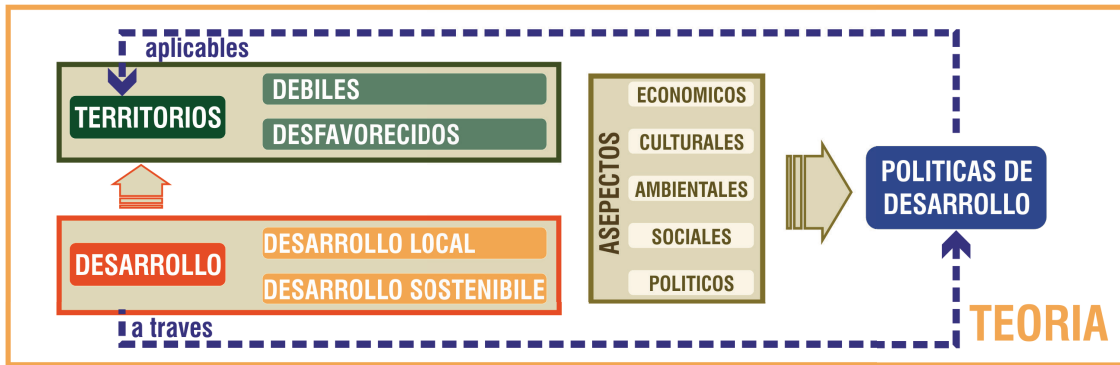 aplicables
TERRITORIOS
DEBILES
DESFAVORECIDOS
DESARROLLO
DESARROLLO LOCAL
DESARROLLO SOSTENIBILE
a traves
ASEPECTOS
ECONOMICOS
CULTURALES
AMBIENTALES
SOCIALES
POLITICOS
POLITICAS DE
DESARROLLO
TEORIA